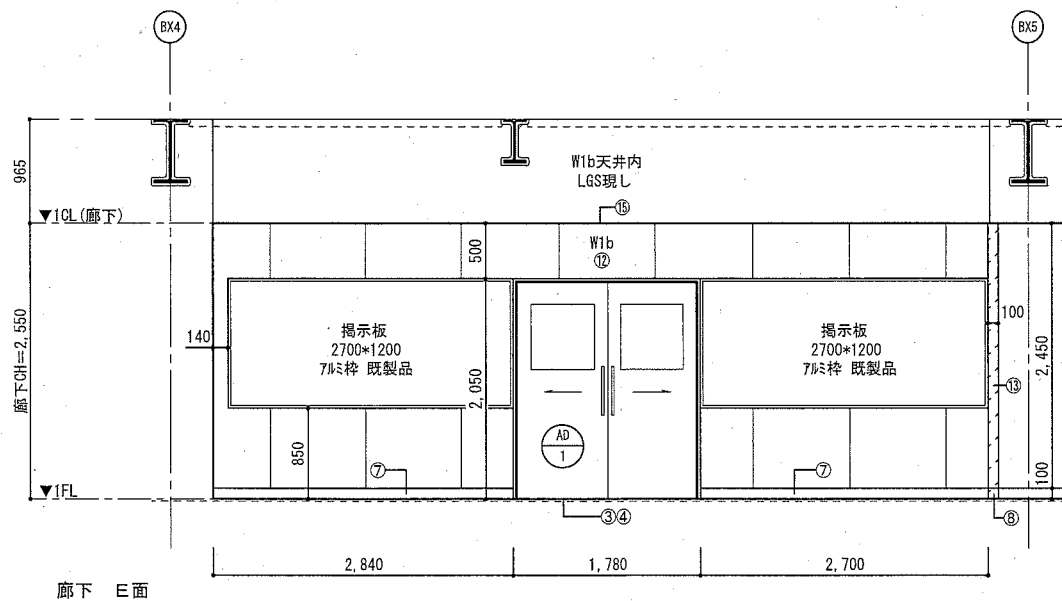 BX4
BX5
965
W1b天井内
LGS現し
▼1CL(廊下)
⑮
500
W1b
⑫
廊下CH=2,550
140
掲示板
2700*1200
アルミ枠 既製品
2,050
掲示板
2700*1200
アルミ枠 既製品
100
2,450
⑬
850
AD
1
⑦
⑦
100
▼1FL
③④
⑧
2,840
1,780
2,700
廊下 E面